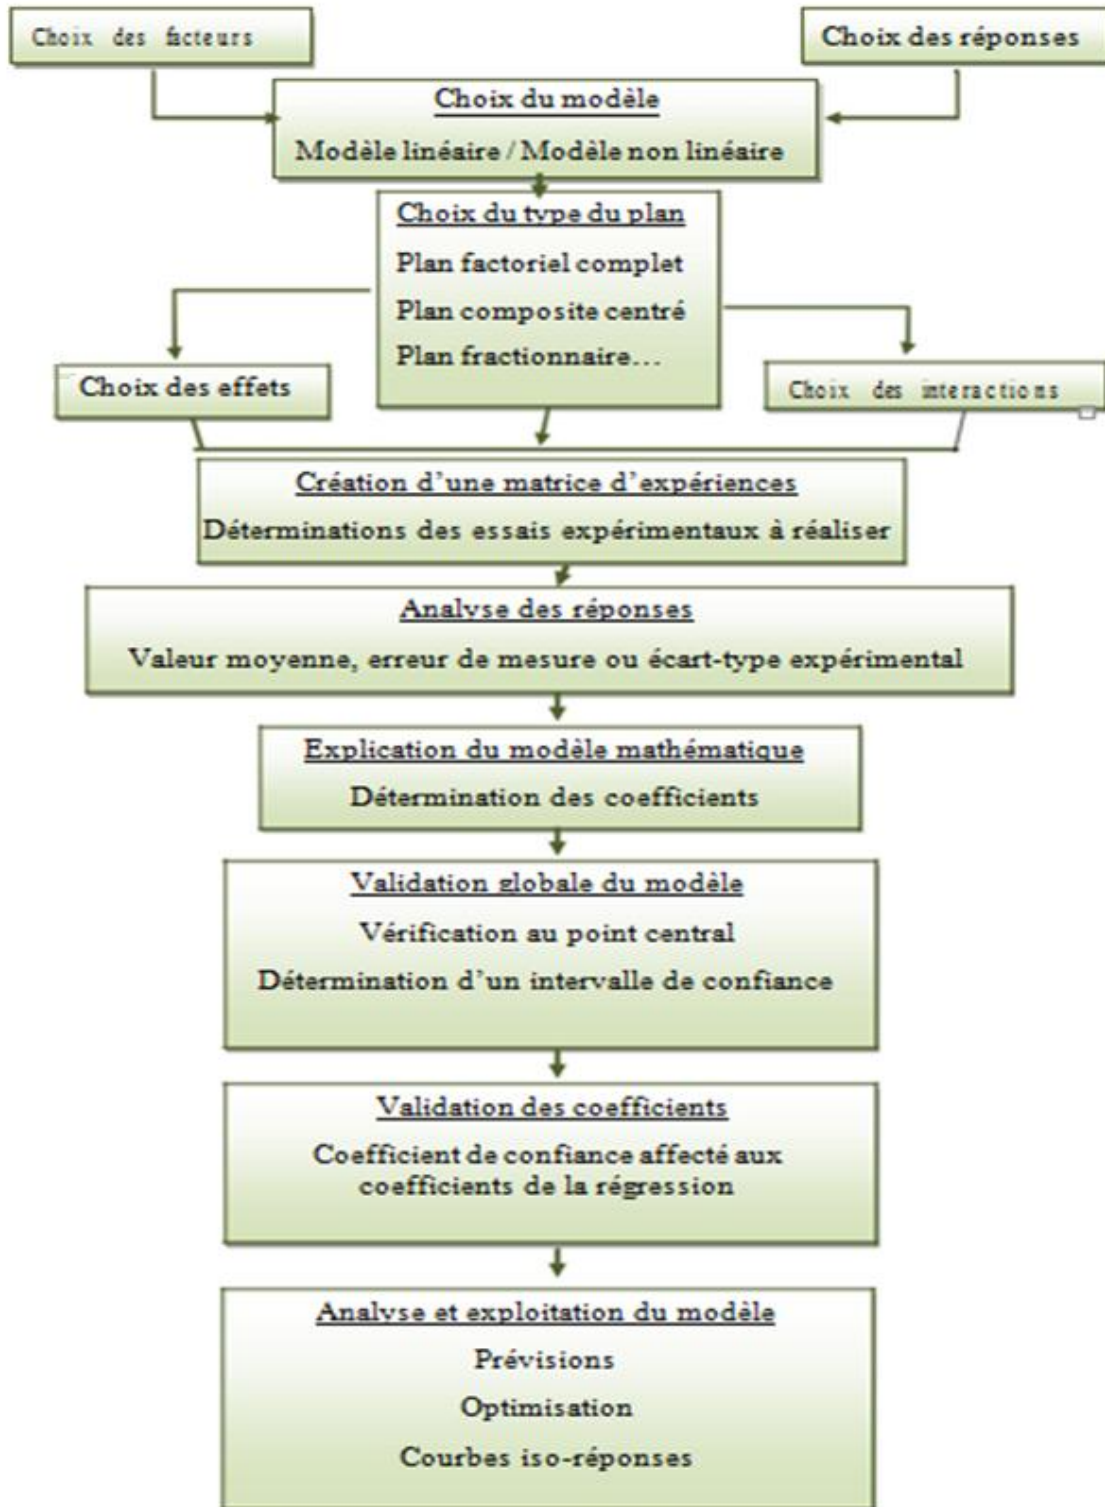 Choix des facteurs
Choix des réponses
Choix du modèle
Modèle linéaire / Modèle non linéaire
Choix du type du plan
Plan factoriel complet
Plan composite centré
Plan fractionnaire...
Choix des effets
Choix des interactions
Création d'une matrice d'expériences
Déterminations des essais expérimentaux à réaliser
Analyse des réponses
Valeur moyenne, erreur de mesure ou écart-type expérimental
Explication du modèle mathématique
Détermination des coefficients
Validation globale du modèle
Vérification au point central
Détermination d'un intervalle de confiance
Validation des coefficients
Coefficient de confiance affecté aux
coefficients de la régression
Analyse et exploitation du modèle
Prévisions
Optimisation
Courbes iso-réponses